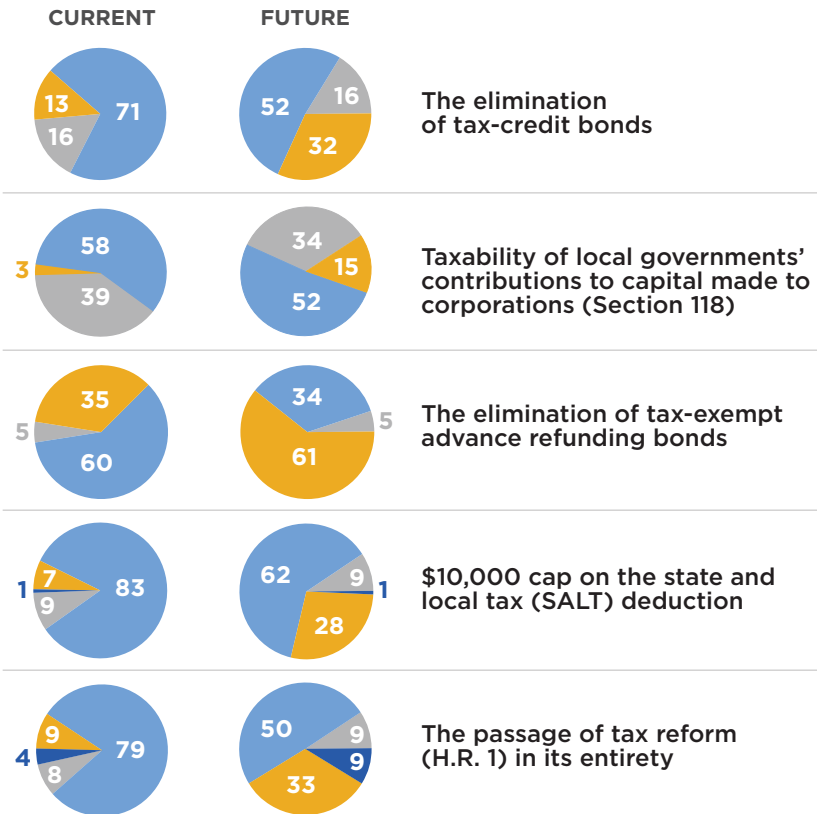 CURRENT FUTURE
13 71 16
52 16 32
The elimination
of tax-credit bonds
58 3 39
34 15 52
Taxability of local governments’
contributions to capital made to
corporations (Section 118)
35 5 60
34 5 61
The elimination of tax-exempt
advance refunding bonds
7 1 83 9
62 9 1 28
$10,000 cap on the state and
local tax (SALT) deduction
9 4 79 8
50 9 9 33
The passage of tax reform
(H.R. 1) in its entirety